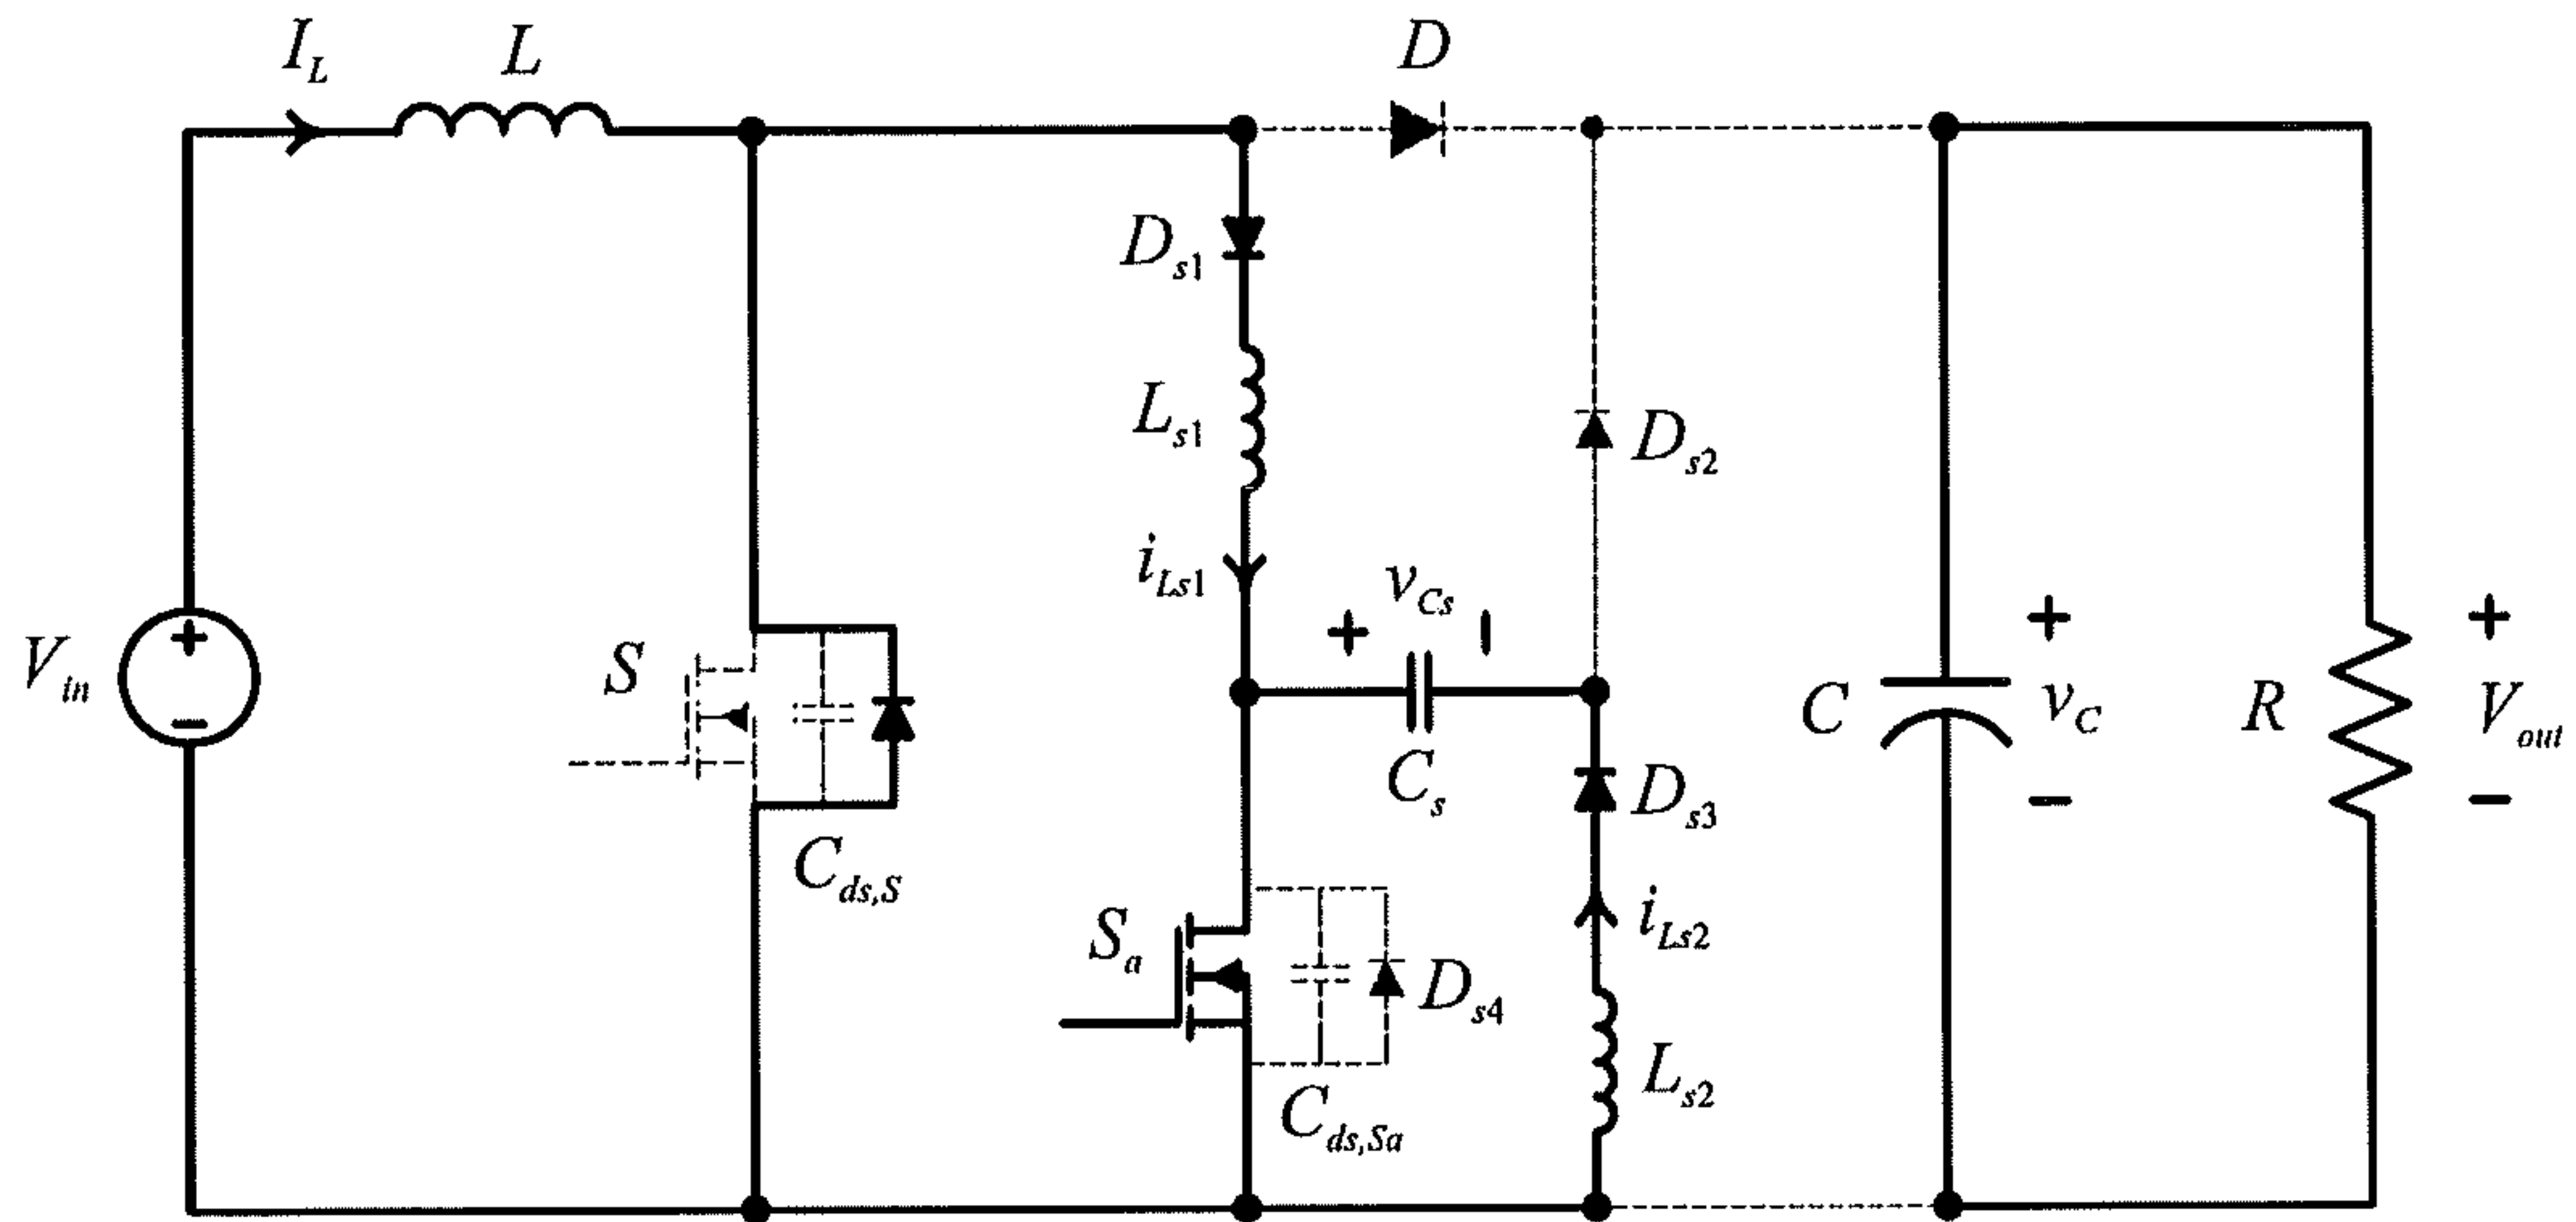 I_L
L
D
D_s1
D_s2
L_s1
i_Ls1
v_Cs
+
−
C_s
+
−
V_in
S
C_ds,S
D_s3
i_Ls2
L_s2
S_a
D_s4
C_ds,Sa
C
+
v_C
−
R
+
V_out
−